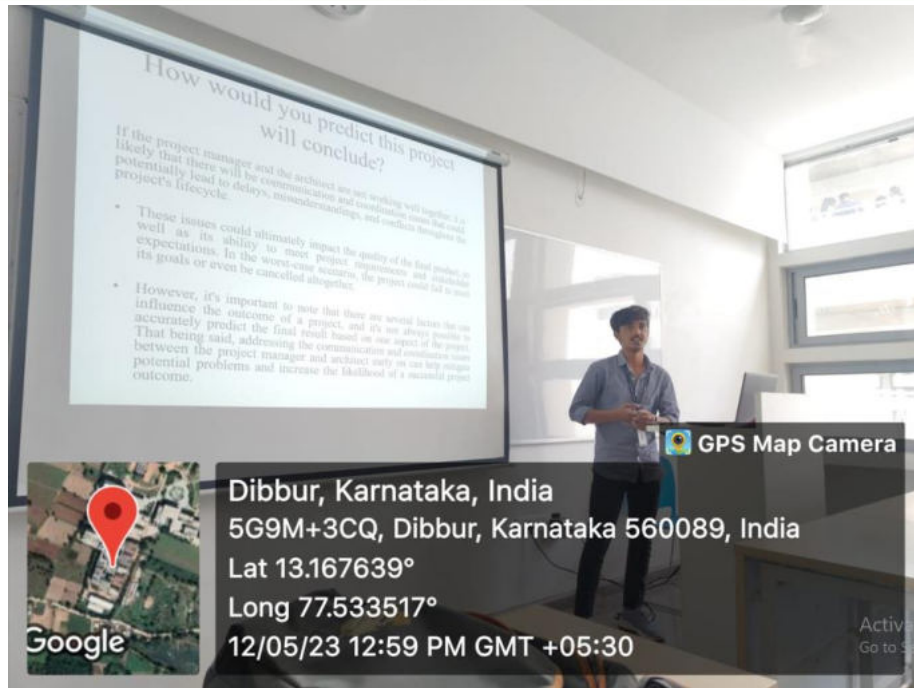 How would you predict this project
will conclude?
If the project manager and the architect are not working well together, it is
likely that there will be communication and coordination issues that could
potentially lead to delays, misunderstandings, and conflicts throughout the
project's lifecycle.
• These issues could ultimately impact the quality of the final product, as
well as its ability to meet project requirements and stakeholder
expectations. In the worst-case scenario, the project could fail to meet
its goals or even be cancelled altogether.
• However, it's important to note that there are several factors that can
influence the outcome of a project, and it's not always possible to
accurately predict the final result based on one aspect of the project.
That being said, addressing the communication and coordination issues
between the project manager and architect early on can help mitigate
potential problems and increase the likelihood of a successful project
outcome.
GPS Map Camera
Dibbur, Karnataka, India
5G9M+3CQ, Dibbur, Karnataka 560089, India
Lat 13.167639°
Long 77.533517°
12/05/23 12:59 PM GMT +05:30
Google
Go to